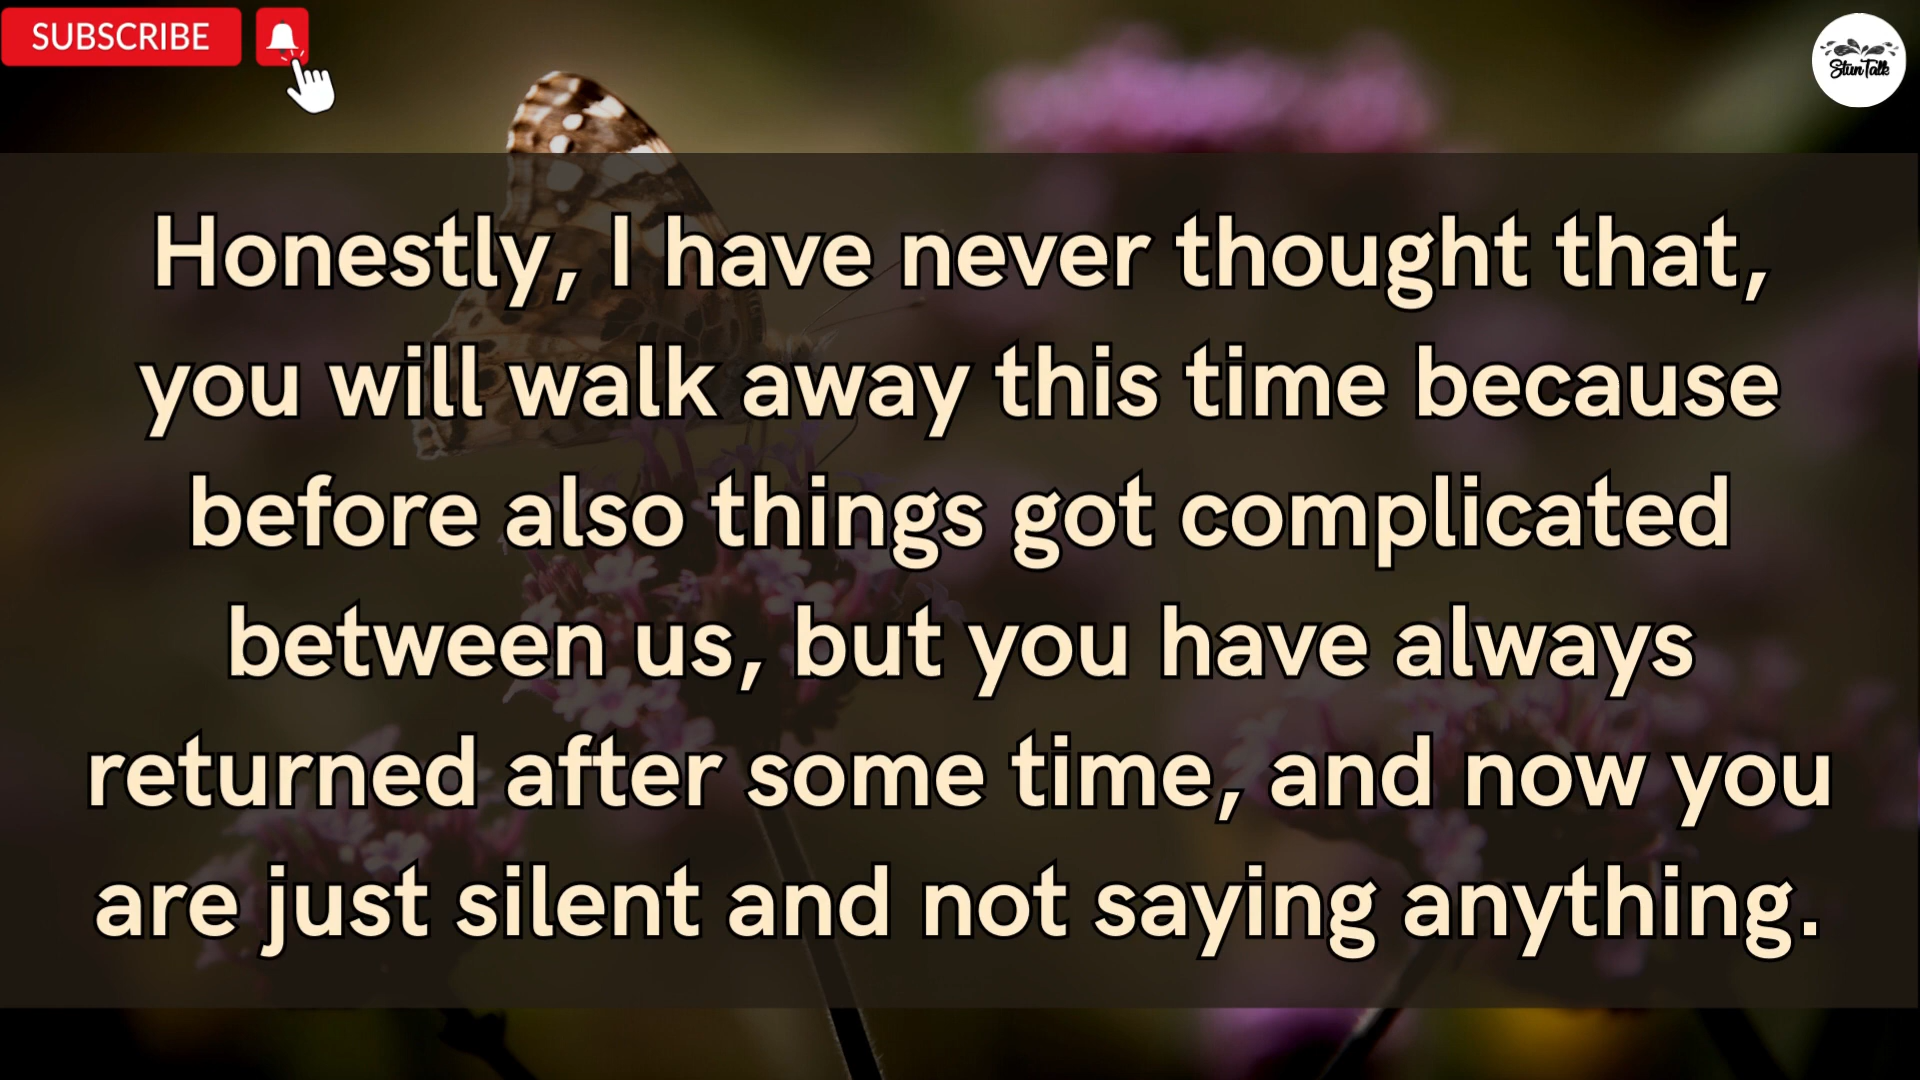 SUBSCRIBE
Stun Talk
Honestly, I have never thought that,
you will walk away this time because
before also things got complicated
between us, but you have always
returned after some time, and now you
are just silent and not saying anything.